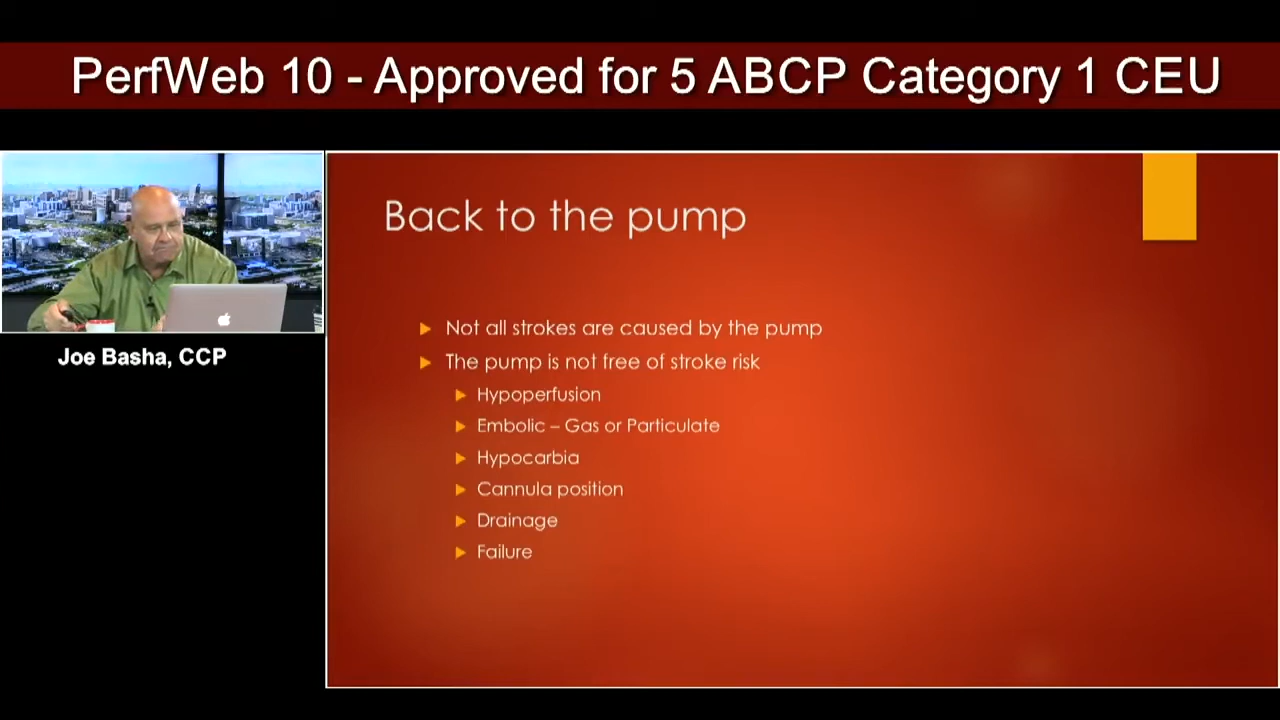 PerfWeb 10 - Approved for 5 ABCP Category 1 CEU
Joe Basha, CCP
Back to the pump
Not all strokes are caused by the pump
The pump is not free of stroke risk
Hypoperfusion
Embolic – Gas or Particulate
Hypocarbia
Cannula position
Drainage
Failure